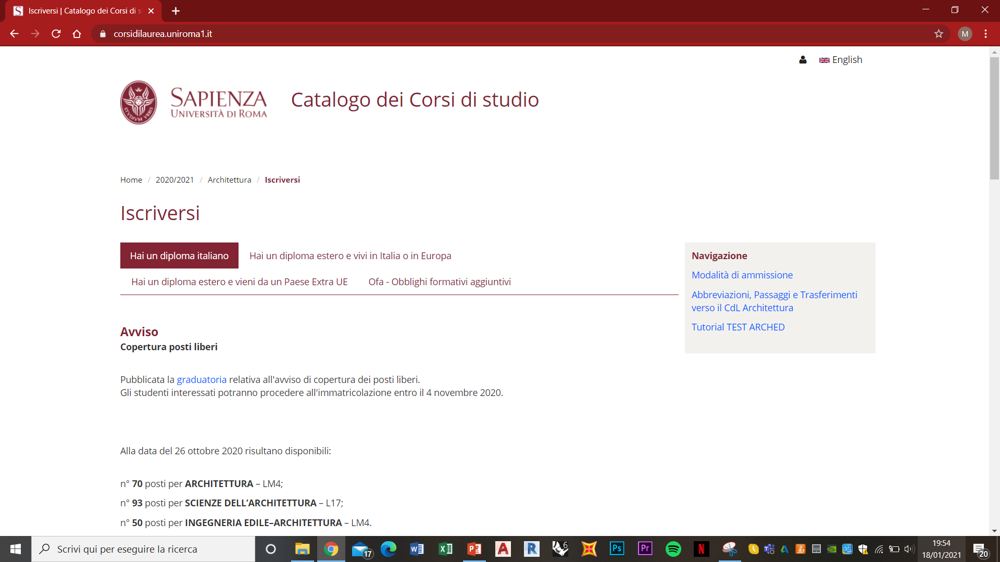 Iscriversi | Catalogo dei Corsi di s
corsidilaurea.uniroma1.it
M
English
SAPIENZA
UNIVERSITÀ DI ROMA
STVDIVM VRBIS
Catalogo dei Corsi di studio
Home / 2020/2021 / Architettura / Iscriversi
Iscriversi
Hai un diploma italiano Hai un diploma estero e vivi in Italia o in Europa
Hai un diploma estero e vieni da un Paese Extra UE Ofa - Obblighi formativi aggiuntivi
Navigazione
Modalità di ammissione
Abbreviazioni, Passaggi e Trasferimenti
verso il CdL Architettura
Tutorial TEST ARCHED
Avviso
Copertura posti liberi
Pubblicata la graduatoria relativa all'avviso di copertura dei posti liberi.
Gli studenti interessati potranno procedere all'immatricolazione entro il 4 novembre 2020.
Alla data del 26 ottobre 2020 risultano disponibili:
n° 70 posti per ARCHITETTURA – LM4;
n° 93 posti per SCIENZE DELL’ARCHITETTURA – L17;
n° 50 posti per INGEGNERIA EDILE–ARCHITETTURA – LM4.
Scrivi qui per eseguire la ricerca
17
6
Ps
Pr
19:54
18/01/2021
20